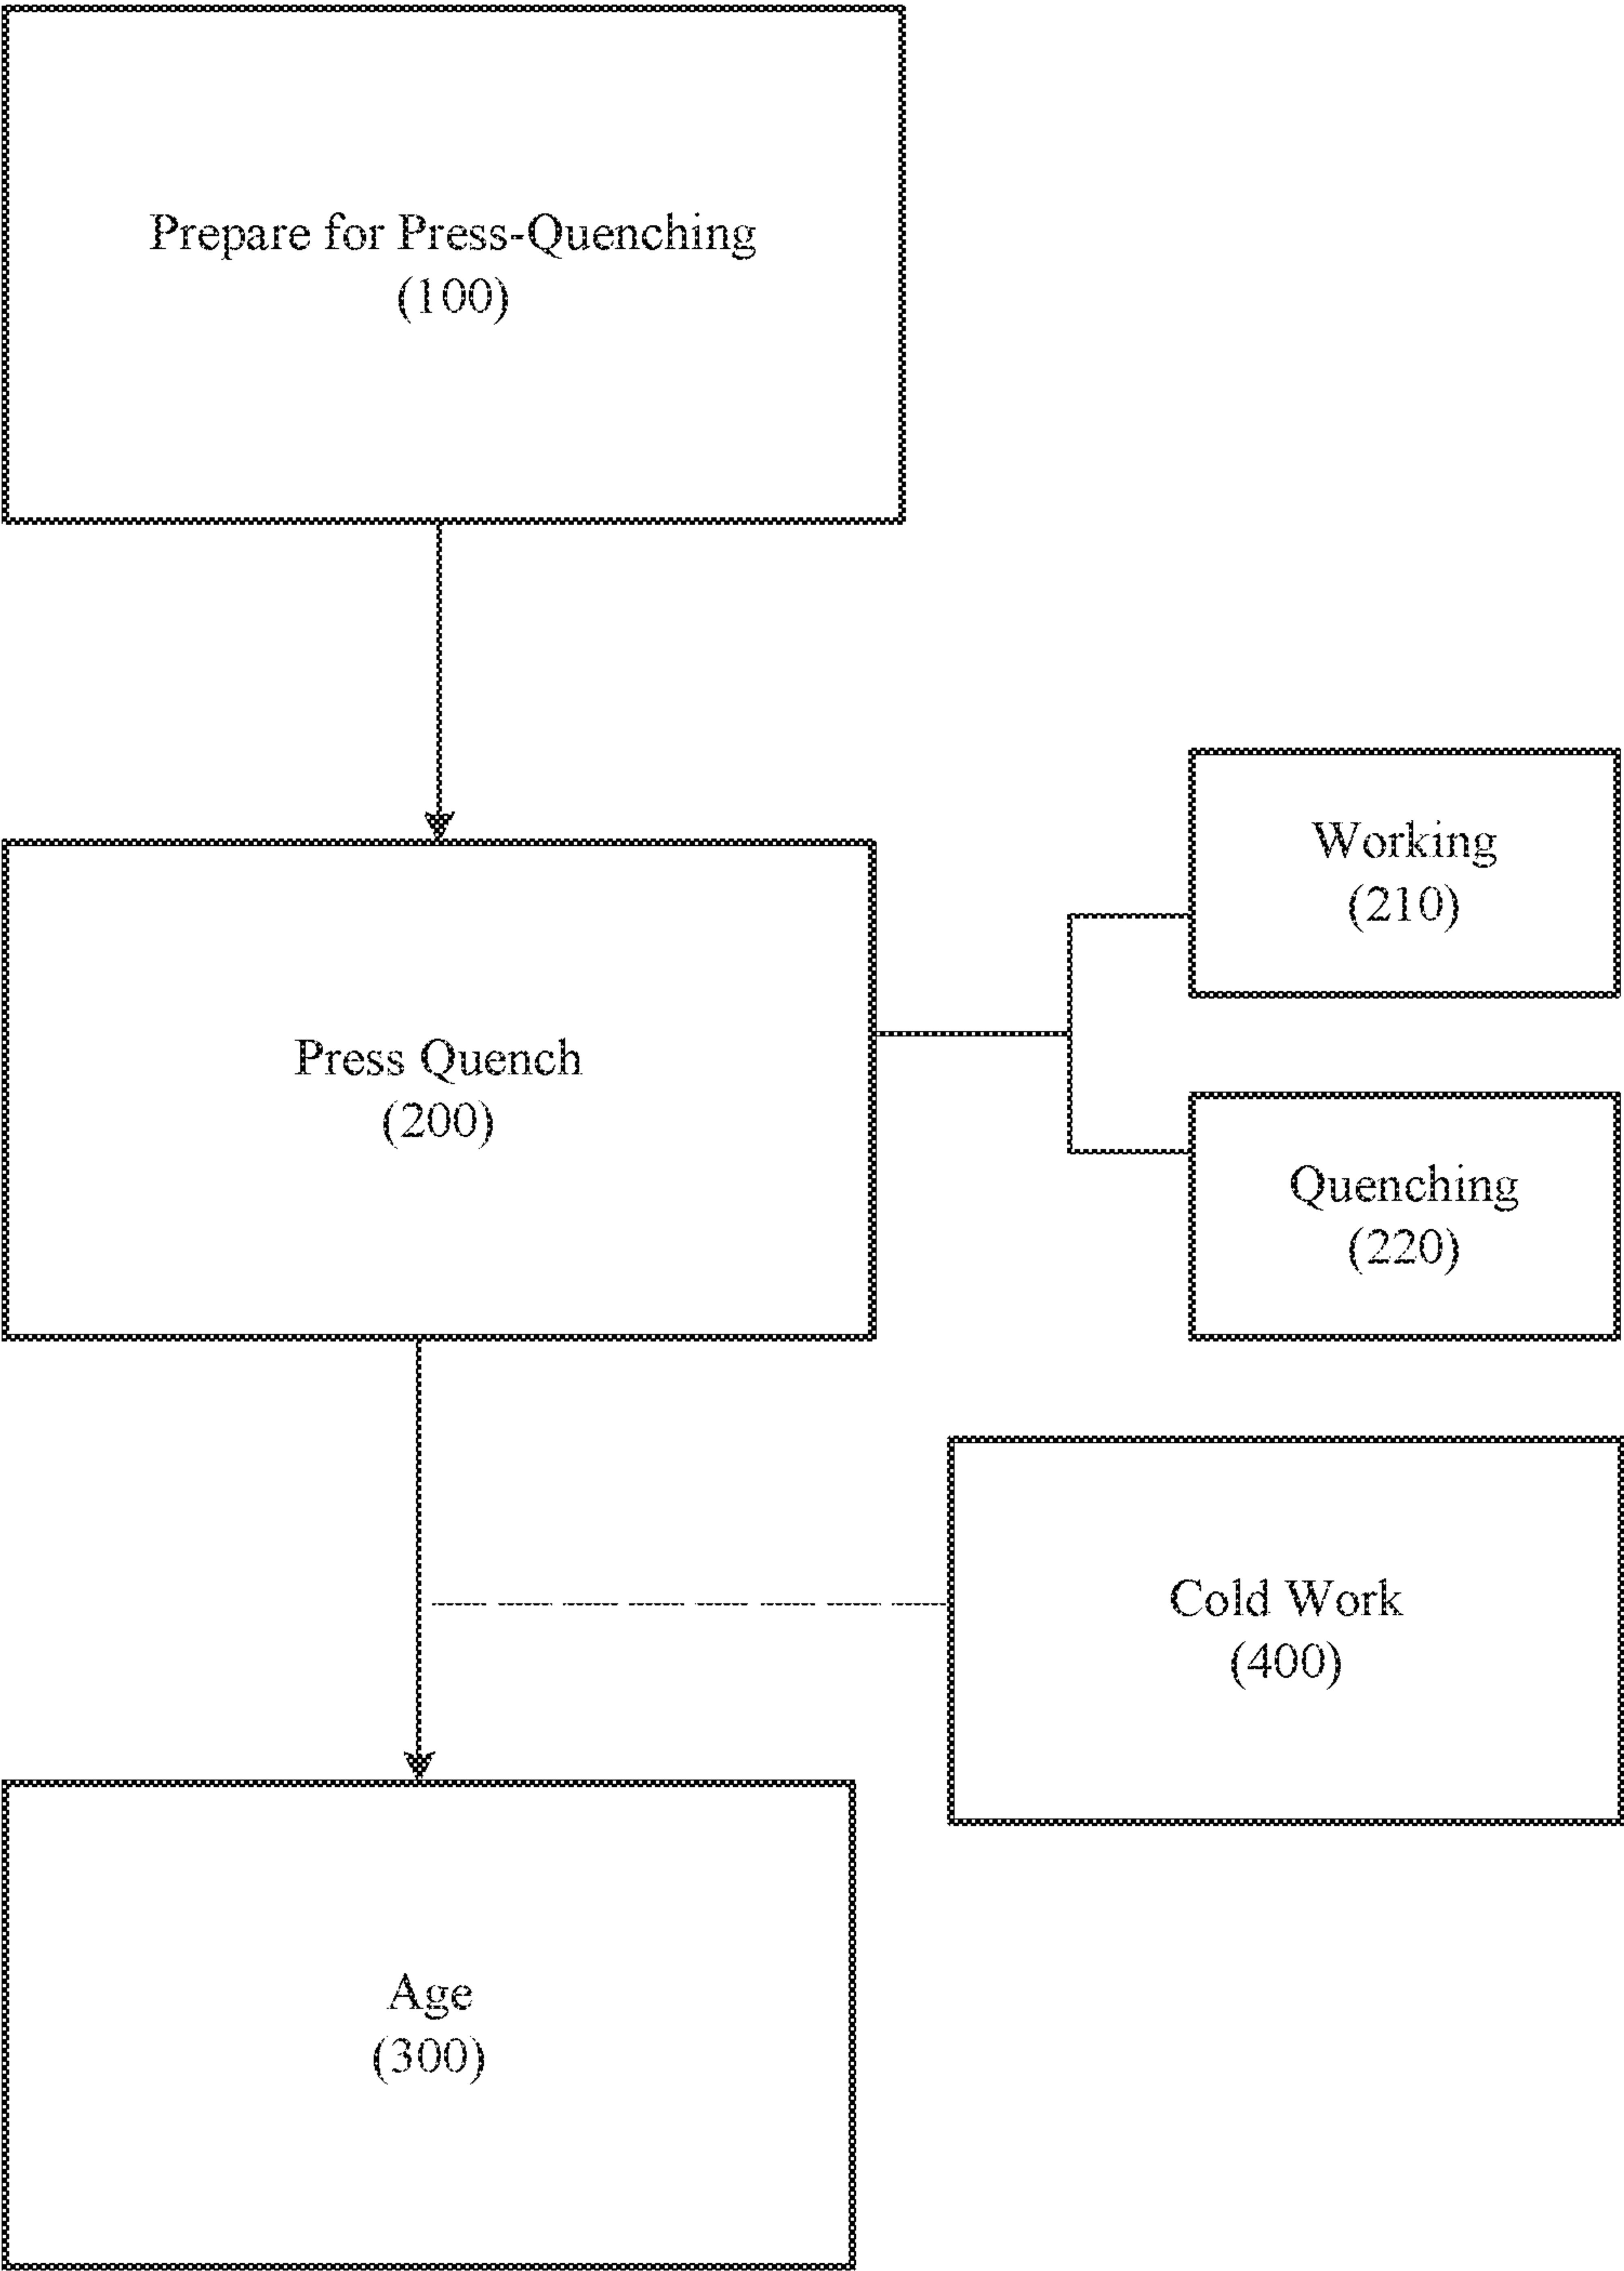 Prepare for Press-Quenching
(100)
Working
(210)
Press Quench
(200)
Quenching
(220)
Cold Work
(400)
Age
(300)